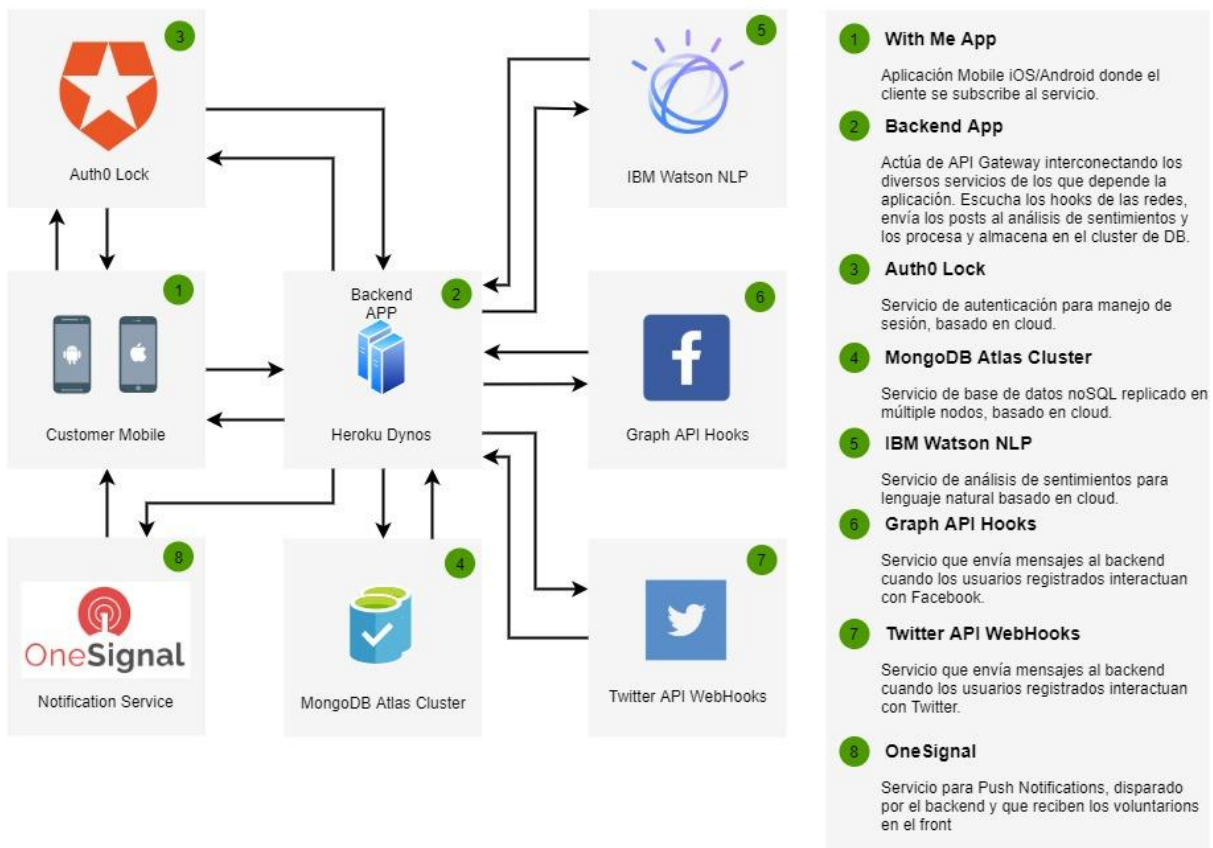 3
Auth0 Lock
5
IBM Watson NLP
1
Customer Mobile
Backend
APP
2
Heroku Dynos
6
Graph API Hooks
8
OneSignal
Notification Service
4
MongoDB Atlas Cluster
7
Twitter API WebHooks
1 With Me App
Aplicación Mobile iOS/Android donde el
cliente se subscribe al servicio.
2 Backend App
Actúa de API Gateway interconectando los
diversos servicios de los que depende la
aplicación. Escucha los hooks de las redes,
envía los posts al análisis de sentimientos y
los procesa y almacena en el cluster de DB.
3 Auth0 Lock
Servicio de autenticación para manejo de
sesión, basado en cloud.
4 MongoDB Atlas Cluster
Servicio de base de datos noSQL replicado en
múltiple nodos, basado en cloud.
5 IBM Watson NLP
Servicio de análisis de sentimientos para
lenguaje natural basado en cloud.
6 Graph API Hooks
Servicio que envía mensajes al backend
cuando los usuarios registrados interactuan
con Facebook.
7 Twitter API WebHooks
Servicio que envía mensajes al backend
cuando los usuarios registrados interactuan
con Twitter.
8 OneSignal
Servicio para Push Notifications, disparado
por el backend y que reciben los voluntarions
en el front